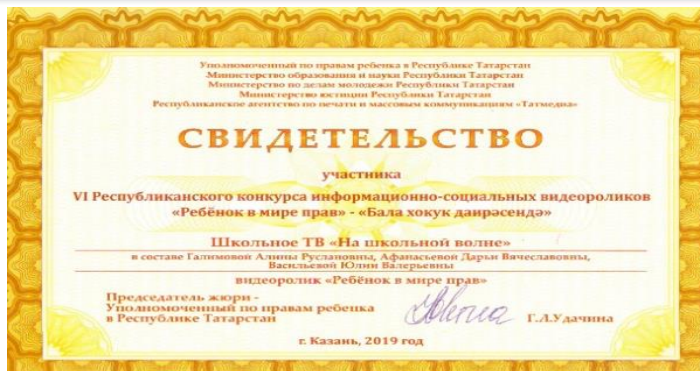 Уполномоченный по правам ребенка в Республике Татарстан
Министерство образования и науки Республики Татарстан
Министерство по делам молодежи Республики Татарстан
Министерство юстиции Республики Татарстан
Республиканское агентство по печати и массовым коммуникациям «Татмедиа»
СВИДЕТЕЛЬСТВО
участника
VI Республиканского конкурса информационно-социальных видеороликов
«Ребёнок в мире прав» - «Бала хокук даирәсендә»
Школьное ТВ «На школьной волне»
в составе Галимовой Алины Руслановны, Афанасьевой Дарьи Вячеславовны,
Васильевой Юлии Валерьевны
видеоролик «Ребёнок в мире прав»
Председатель жюри -
Уполномоченный по правам ребенка
в Республике Татарстан
Г.Л.Удачина
г. Казань, 2019 год